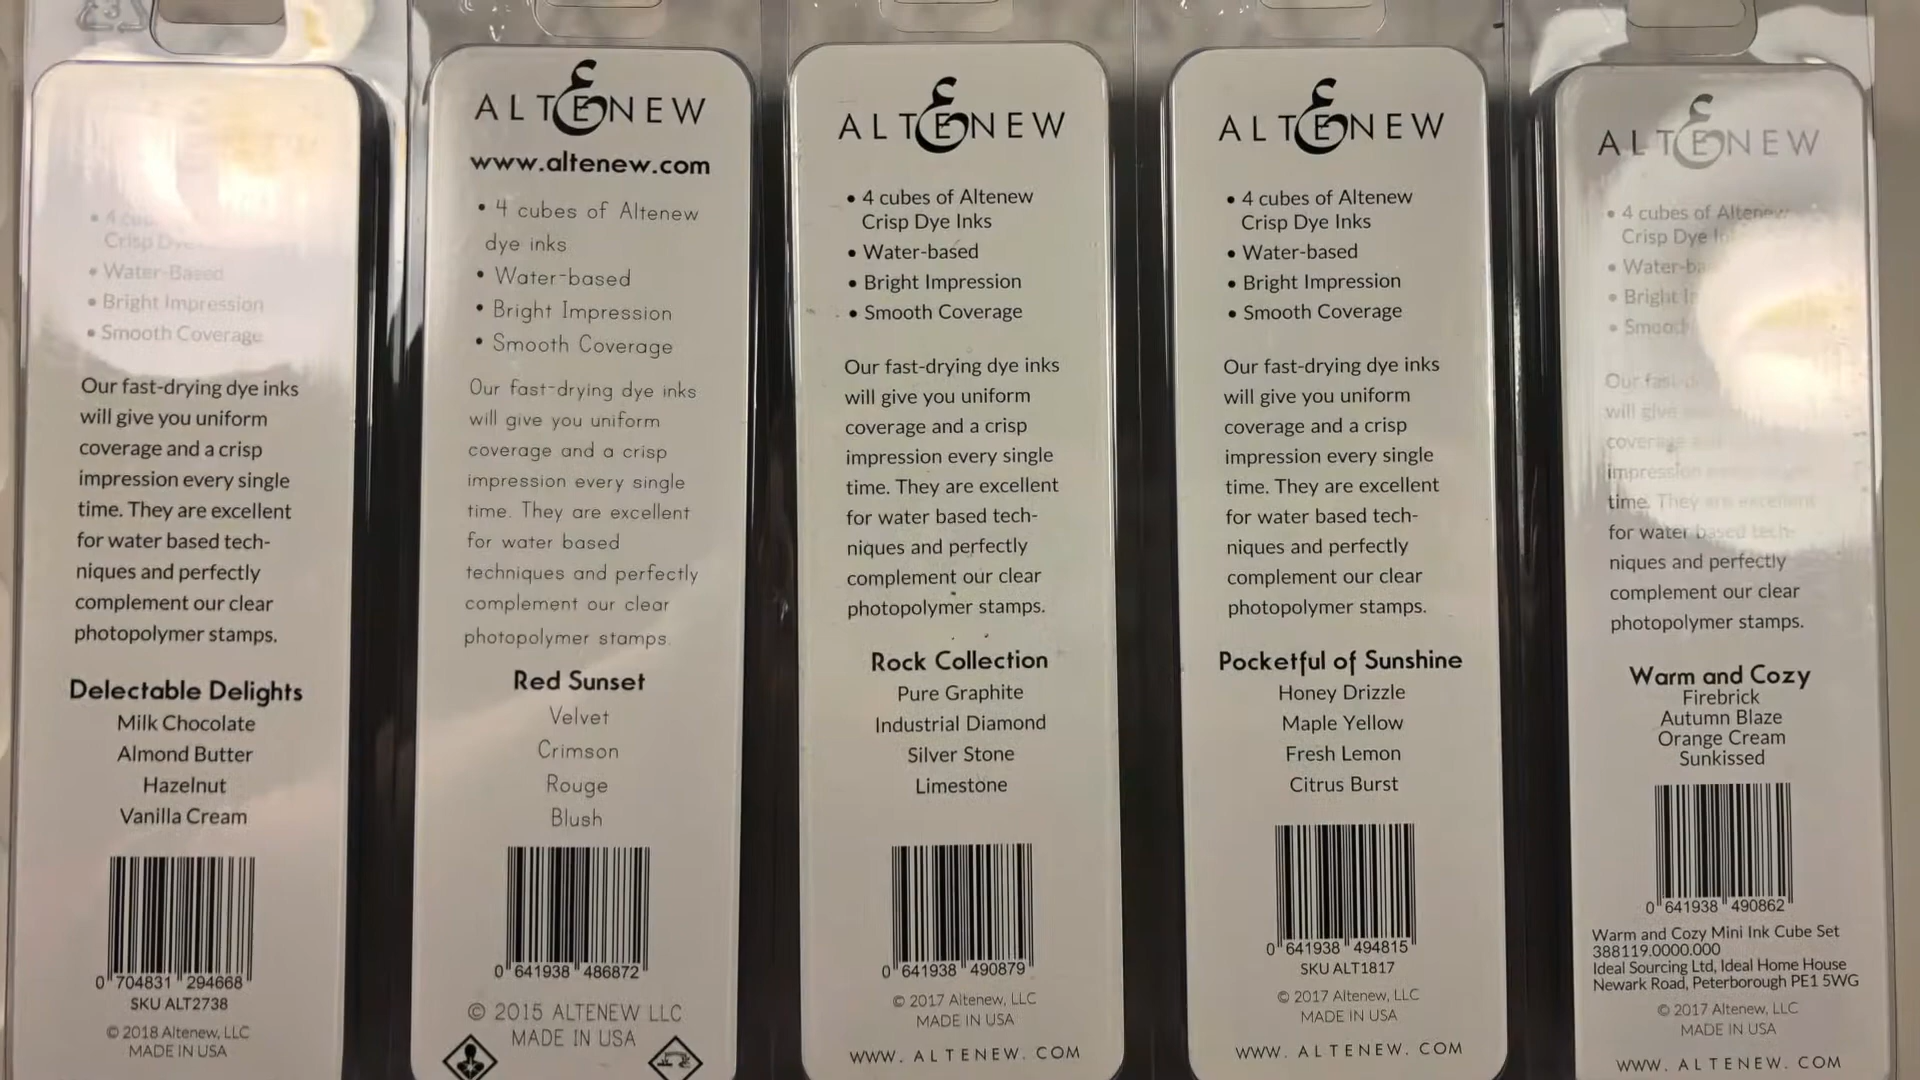 • 4 cubes
Crisp Dye
• Water-Based
• Bright Impression
• Smooth Coverage
Our fast-drying dye inks
will give you uniform
coverage and a crisp
impression every single
time. They are excellent
for water based tech-
niques and perfectly
complement our clear
photopolymer stamps.
Delectable Delights
Milk Chocolate
Almond Butter
Hazelnut
Vanilla Cream
0 704831 294668
SKU ALT2738
© 2018 Altenew, LLC
MADE IN USA
ALTENEW
www.altenew.com
• 4 cubes of Altenew
dye inks
• Water-based
• Bright Impression
• Smooth Coverage
Our fast-drying dye inks
will give you uniform
coverage and a crisp
impression every single
time. They are excellent
for water based
techniques and perfectly
complement our clear
photopolymer stamps.
Red Sunset
Velvet
Crimson
Rouge
Blush
0 641938 486872
© 2015 ALTENEW LLC
MADE IN USA
ALTENEW
• 4 cubes of Altenew
Crisp Dye Inks
• Water-based
• Bright Impression
• Smooth Coverage
Our fast-drying dye inks
will give you uniform
coverage and a crisp
impression every single
time. They are excellent
for water based tech-
niques and perfectly
complement our clear
photopolymer stamps.
Rock Collection
Pure Graphite
Industrial Diamond
Silver Stone
Limestone
0 641938 490879
© 2017 Altenew, LLC
MADE IN USA
WWW. ALTENEW. COM
ALTENEW
• 4 cubes of Altenew
Crisp Dye Inks
• Water-based
• Bright Impression
• Smooth Coverage
Our fast-drying dye inks
will give you uniform
coverage and a crisp
impression every single
time. They are excellent
for water based tech-
niques and perfectly
complement our clear
photopolymer stamps.
Pocketful of Sunshine
Honey Drizzle
Maple Yellow
Fresh Lemon
Citrus Burst
0 641938 494815
SKU ALT1817
© 2017 Altenew, LLC
MADE IN USA
WWW. ALTENEW. COM
ALTENEW
• 4 cubes of Altenew
Crisp Dye
• Water-ba
• Bright
• Smooth
Our fast
will give
coverage
impression
time. They are excellent
for water based tech-
niques and perfectly
complement our clear
photopolymer stamps.
Warm and Cozy
Firebrick
Autumn Blaze
Orange Cream
Sunkissed
0 641938 490862
Warm and Cozy Mini Ink Cube Set
388119.0000.000
Ideal Sourcing Ltd, Ideal Home House
Newark Road, Peterborough PE1 5WG
© 2017 Altenew, LLC
MADE IN USA
WWW. ALTENEW. COM